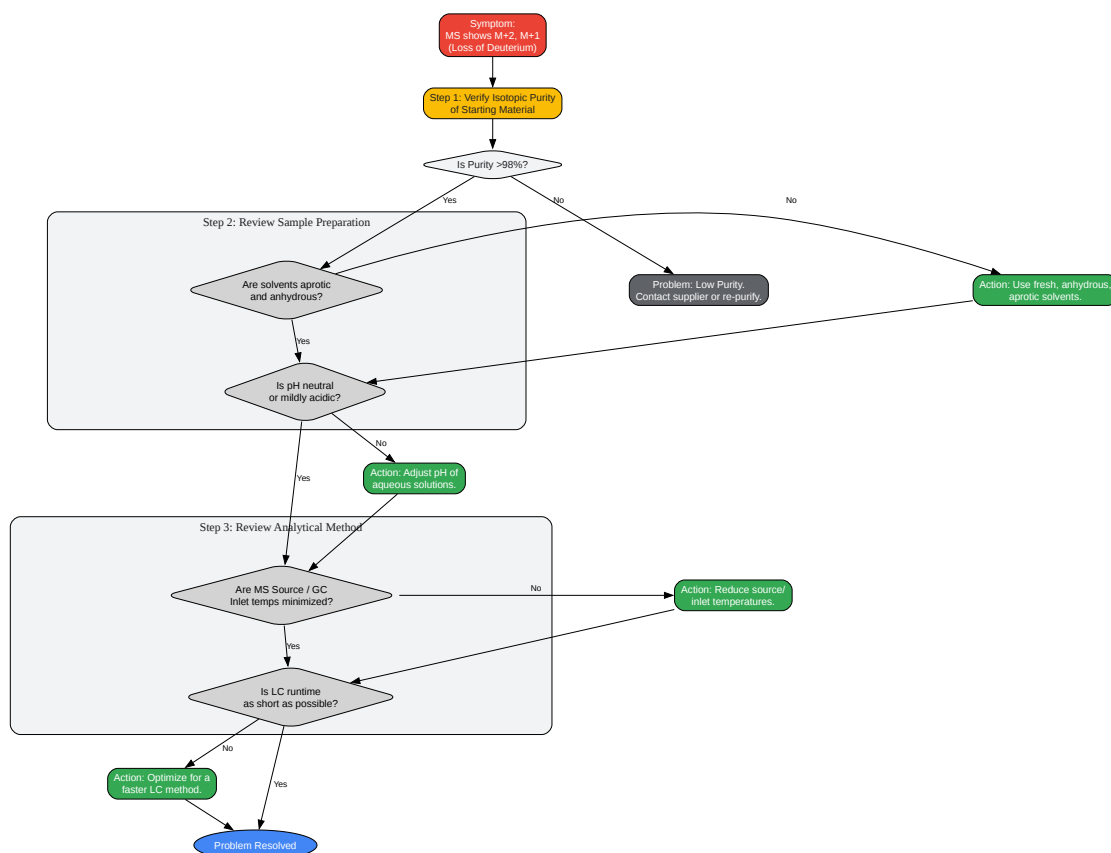 Symptom:
MS shows M+2, M+1
(Loss of Deuterium)
Step 1: Verify Isotopic Purity
of Starting Material
Is Purity >98%?
Yes
No
No
Step 2: Review Sample Preparation
Are solvents aprotic
and anhydrous?
Problem: Low Purity.
Contact supplier or re-purify.
Action: Use fresh, anhydrous,
aprotic solvents.
Yes
Is pH neutral
or mildly acidic?
No
Yes
Action: Adjust pH of
aqueous solutions.
Step 3: Review Analytical Method
Are MS Source / GC
Inlet temps minimized?
No
Action: Reduce source/
inlet temperatures.
Yes
Is LC runtime
as short as possible?
No
Yes
Action: Optimize for a
faster LC method.
Problem Resolved